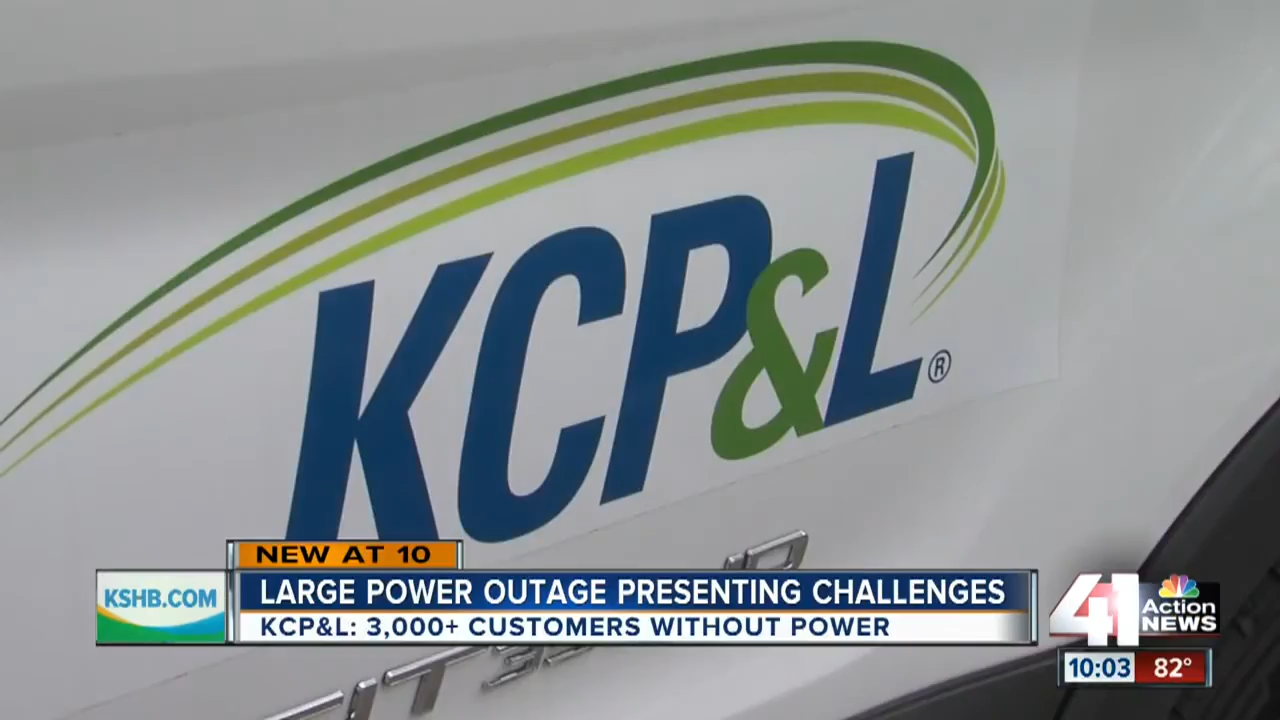 KCP&L®
NEW AT 10
KSHB.COM
LARGE POWER OUTAGE PRESENTING CHALLENGES
KCP&L: 3,000+ CUSTOMERS WITHOUT POWER
41
Action
NEWS
10:03 82°